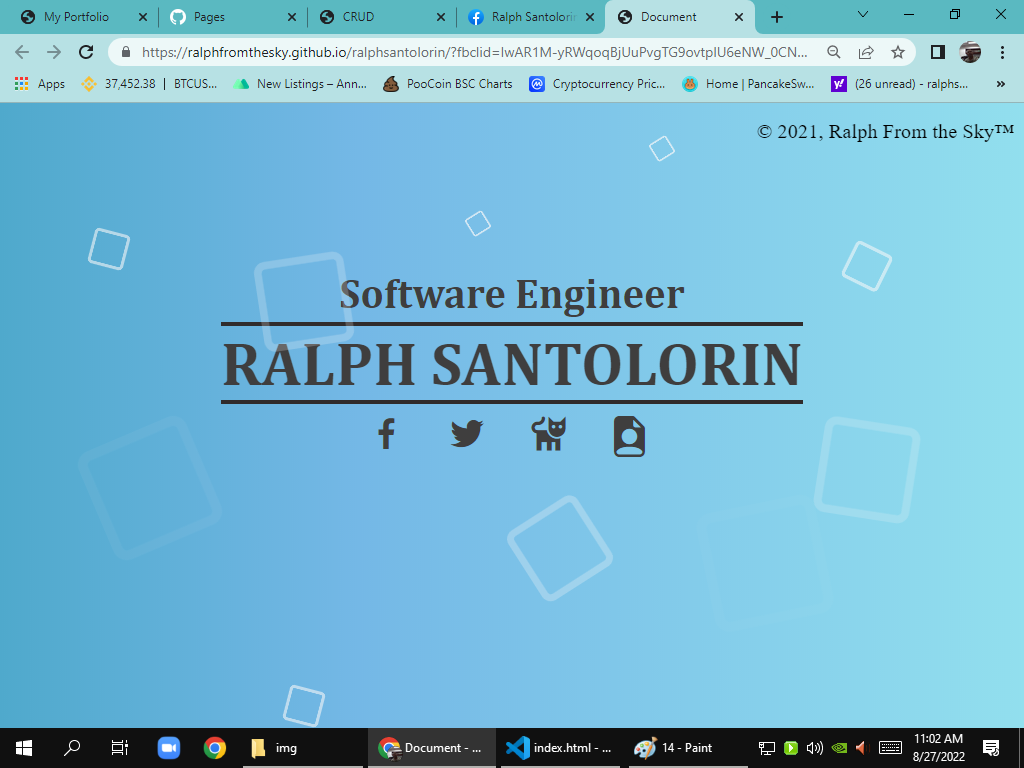 My Portfolio
Pages
CRUD
Ralph Santolorin
Document
https://ralphfromthesky.github.io/ralphsantolorin/?fbclid=IwAR1M-yRWqoqBjUuPvgTG9ovtpIU6eNW_0CN...
Apps
37,452.38 | BTCUS...
New Listings – Ann...
PooCoin BSC Charts
Cryptocurrency Pric...
Home | PancakeSw...
(26 unread) - ralphs...
»
© 2021, Ralph From the Sky™
Software Engineer
RALPH SANTOLORIN
img
Document - ...
index.html - ...
14 - Paint
11:02 AM
8/27/2022